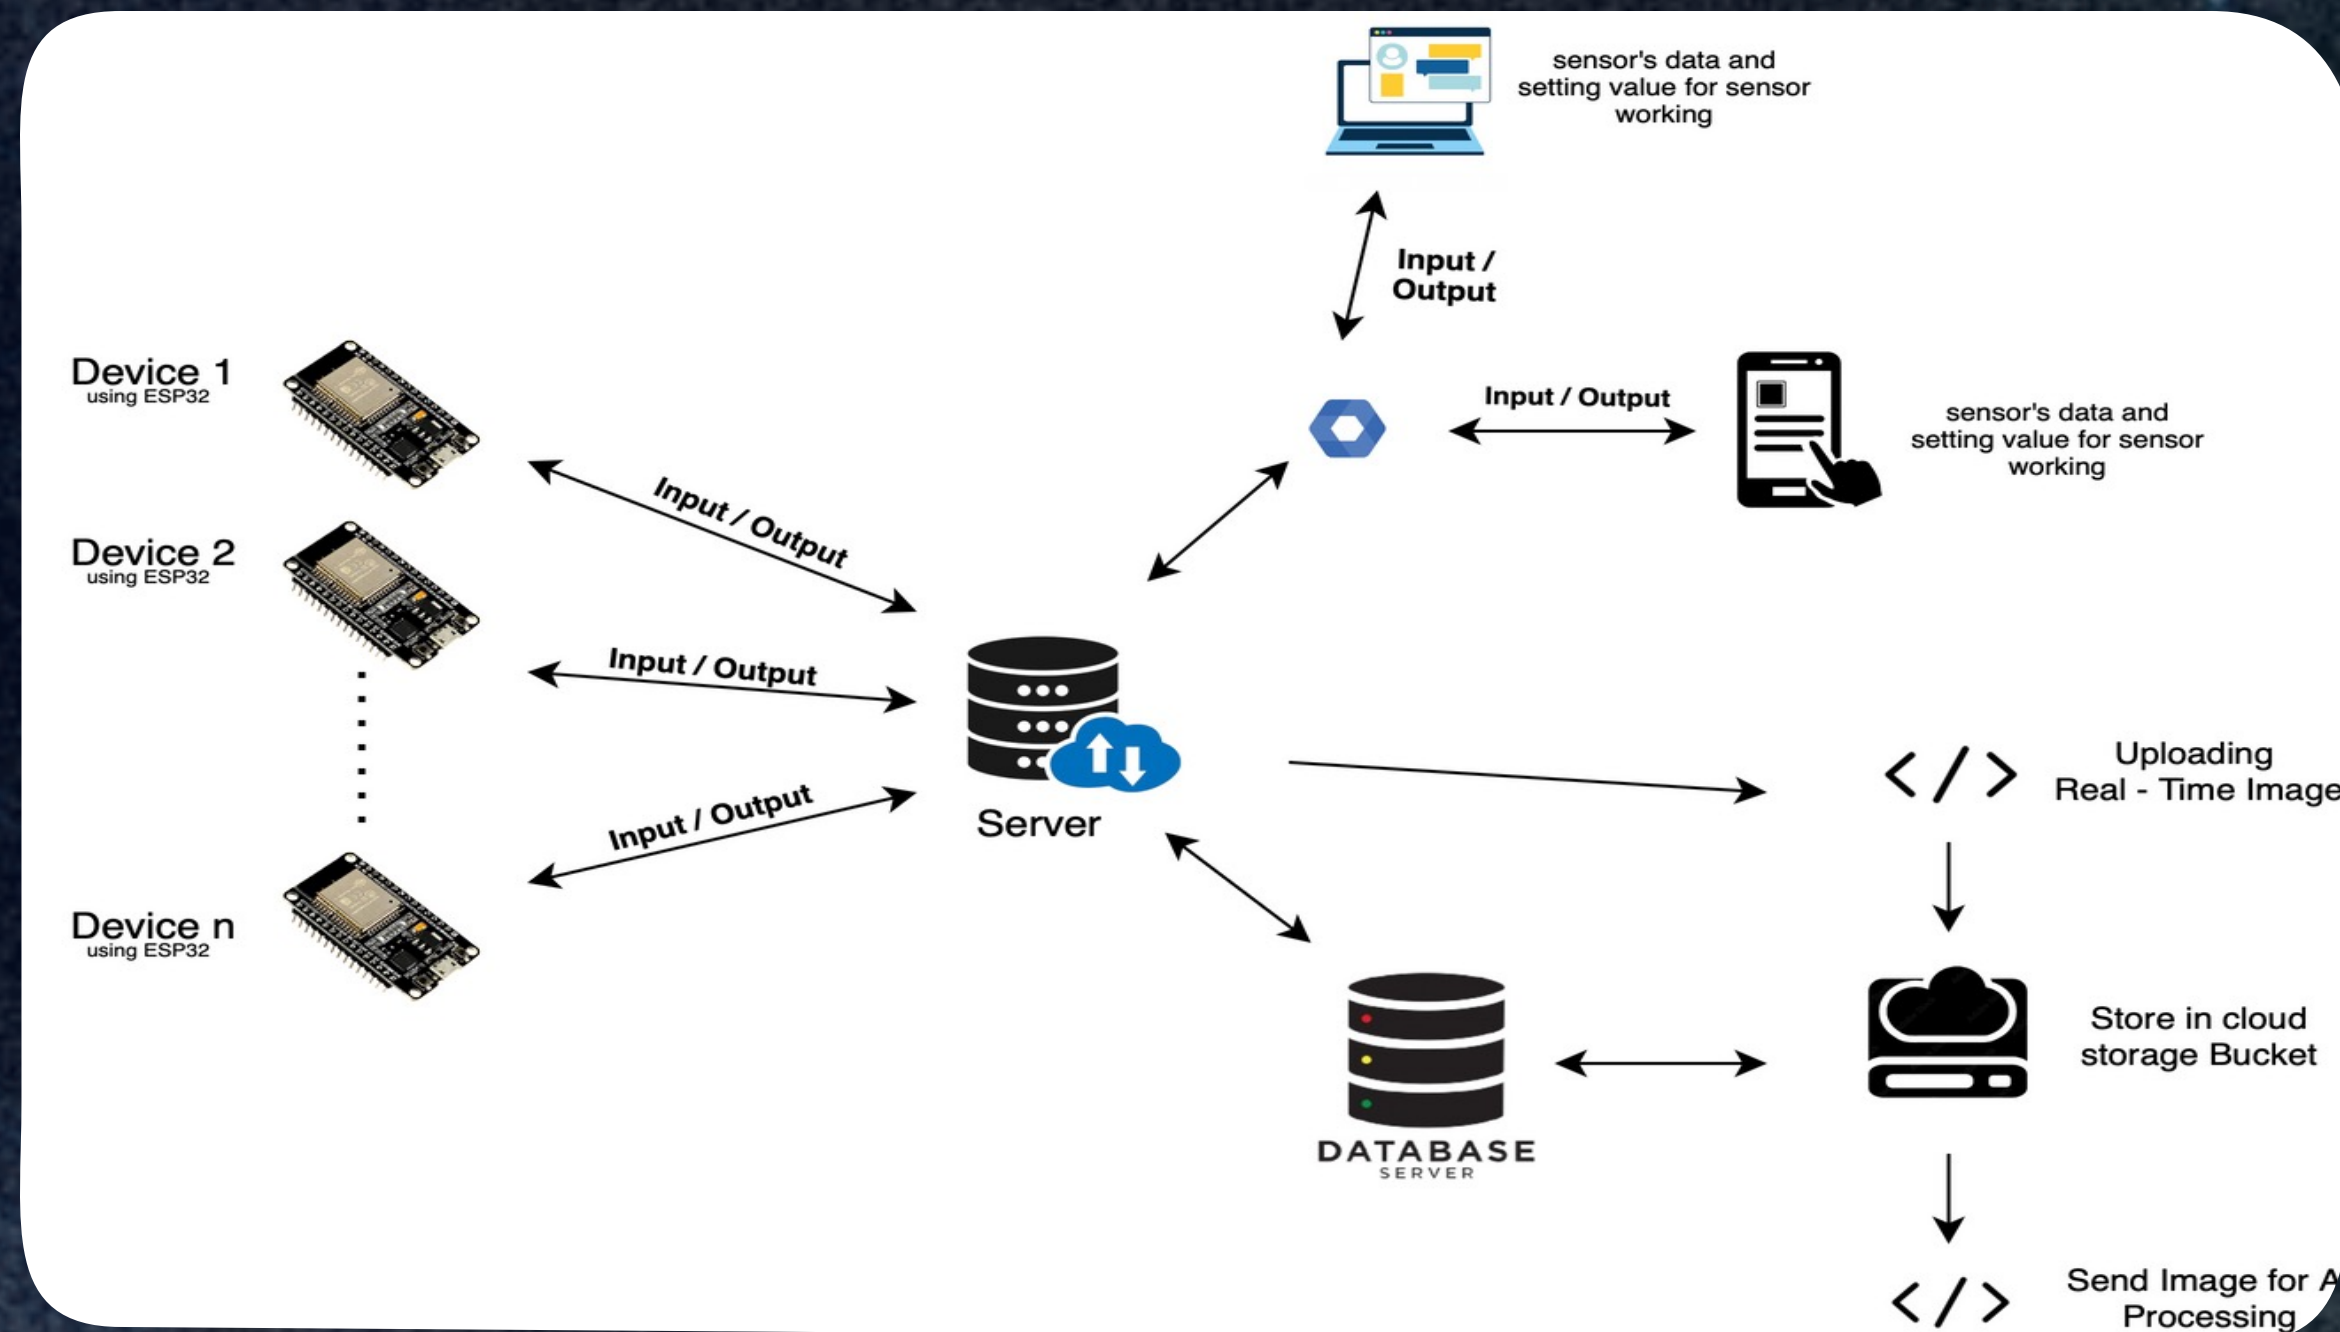 sensor's data and
setting value for sensor
working
Input /
Output
Device 1
using ESP32
Input / Output
sensor's data and
setting value for sensor
working
Input / Output
Device 2
using ESP32
Input / Output
Server
Uploading
Real - Time Image
Input / Output
Device n
using ESP32
DATABASE
SERVER
Store in cloud
storage Bucket
Send Image for
Processing